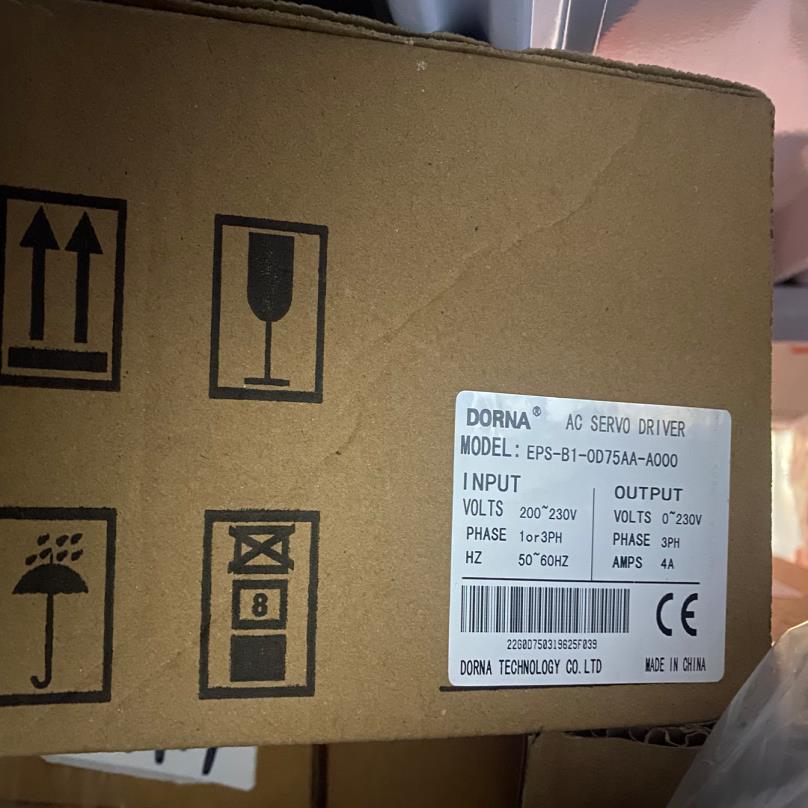 8
DORNA® AC SERVO DRIVER
MODEL: EPS-B1-0D75AA-A000
INPUT
VOLTS 200~230V
PHASE 1or3PH
HZ 50~60HZ
OUTPUT
VOLTS 0~230V
PHASE 3PH
AMPS 4A
CE
22G0D750319625F039
DORNA TECHNOLOGY CO.LTD MADE IN CHINA